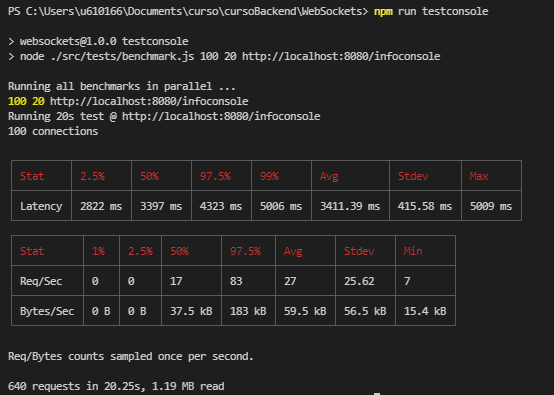 PS C:\Users\u610166\Documents\curso\cursoBackend\WebSockets> npm run testconsole
> websockets@1.0.0 testconsole
> node ./src/tests/benchmark.js 100 20 http://localhost:8080/infoconsole
Running all benchmarks in parallel ...
100 20 http://localhost:8080/infoconsole
Running 20s test @ http://localhost:8080/infoconsole
100 connections
Stat 2.5% 50% 97.5% 99% Avg Stdev Max
Latency 2822 ms 3397 ms 4323 ms 5006 ms 3411.39 ms 415.58 ms 5009 ms
Stat 1% 2.5% 50% 97.5% Avg Stdev Min
Req/Sec 0 0 17 83 27 25.62 7
Bytes/Sec 0 B 0 B 37.5 kB 183 kB 59.5 kB 56.5 kB 15.4 kB
Req/Bytes counts sampled once per second.
640 requests in 20.25s, 1.19 MB read